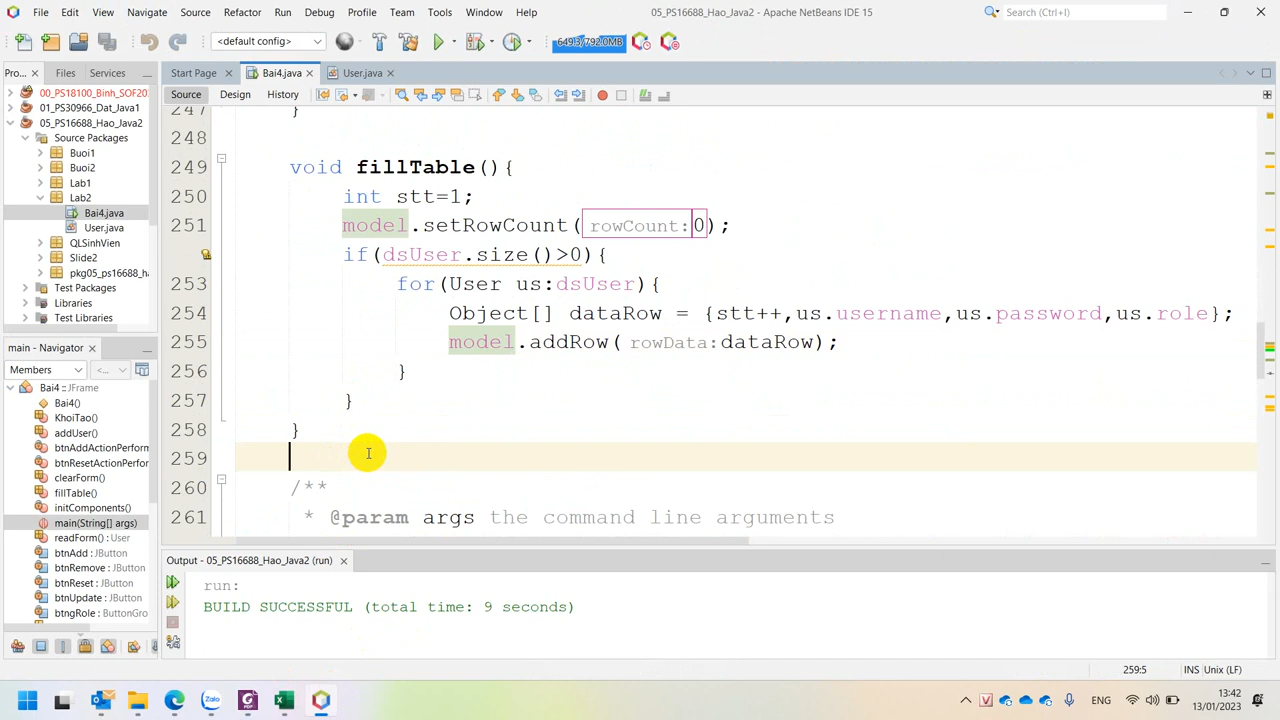 File Edit View Navigate Source Refactor Run Debug Profile Team Tools Window Help
05_PS16688_Hao_Java2 - Apache NetBeans IDE 15
Search (Ctrl+I)
<default config>
649.3/792.0MB
Pro...
Files
Services
Start Page
Bai4.java
User.java
Source
Design
History
00_PS18100_Binh_SOF20
01_PS30966_Dat_Java1
05_PS16688_Hao_Java2
Source Packages
Buoi1
Buoi2
Lab1
Lab2
Bai4.java
User.java
QLSinhVien
Slide2
pkg05_ps16688_ha
Test Packages
Libraries
Test Libraries
main - Navigator
Members
<...
Bai4 :: JFrame
Bai4()
KhoiTao()
addUser()
btnAddActionPerform
btnResetActionPerform
clearForm()
fillTable()
initComponents()
main(String[] args)
readForm() : User
btnAdd : JButton
btnRemove : JButton
btnReset : JButton
btnUpdate : JButton
btngRole : ButtonGro
247 }
248
249 void fillTable(){
250 int stt=1;
251 model.setRowCount(rowCount:0);
if(dsUser.size()>0){
253 for(User us:dsUser){
254 Object[] dataRow = {stt++,us.username,us.password,us.role};
255 model.addRow(rowData:dataRow);
256 }
257 }
258 }
259
260 /**
261 * @param args the command line arguments
Output - 05_PS16688_Hao_Java2 (run)
run:
BUILD SUCCESSFUL (total time: 9 seconds)
259:5
INS Unix (LF)
Zalo
ENG
13:42
13/01/2023